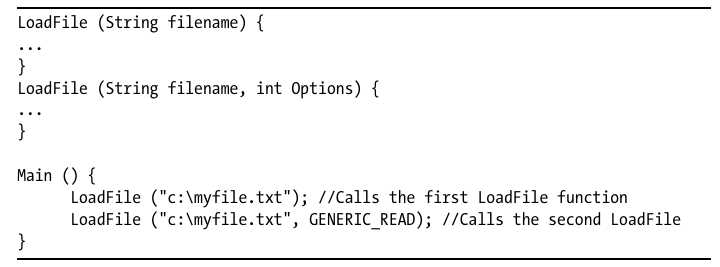 LoadFile (String filename) {
...
}
LoadFile (String filename, int Options) {
...
}
Main () {
LoadFile ("c:\myfile.txt"); //Calls the first LoadFile function
LoadFile ("c:\myfile.txt", GENERIC_READ); //Calls the second LoadFile
}